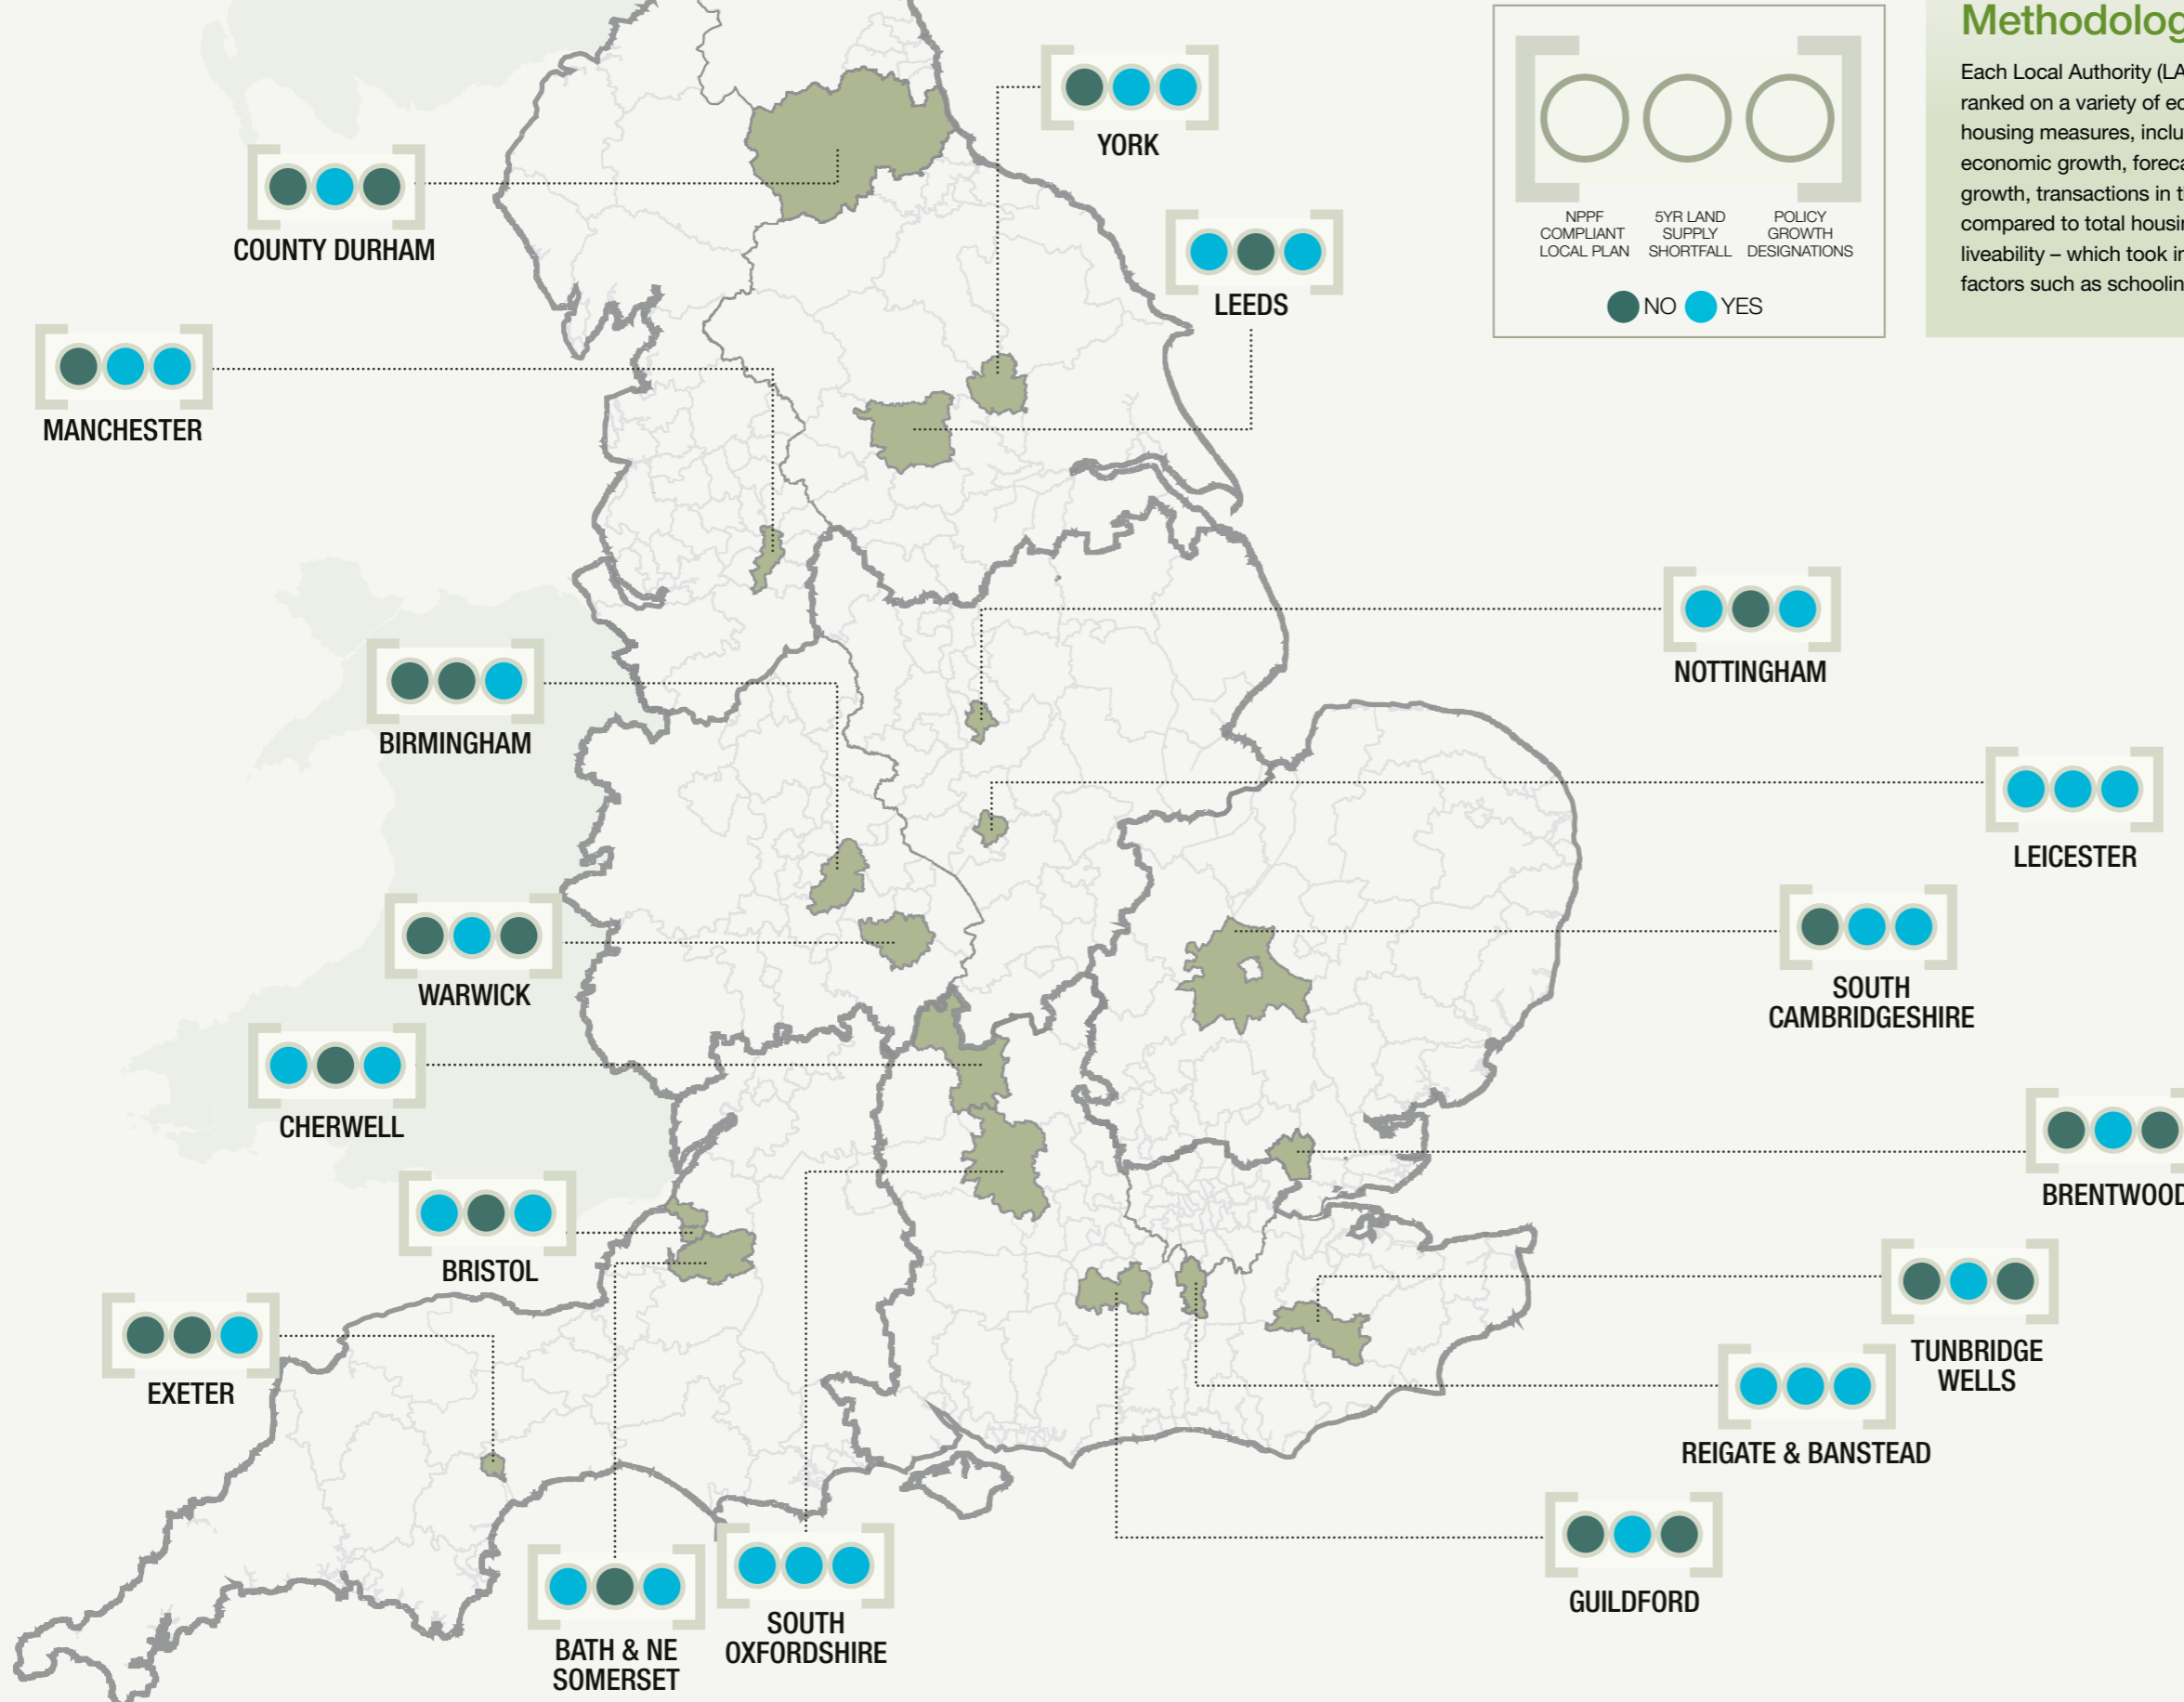 YORK
COUNTY DURHAM
LEEDS
MANCHESTER
NPPF
COMPLIANT
LOCAL PLAN
5YR LAND
SUPPLY
SHORTFALL
POLICY
GROWTH
DESIGNATIONS
NO YES
Methodolog
Each Local Authority (LA
ranked on a variety of ec
housing measures, inclu
economic growth, foreca
growth, transactions in t
compared to total housin
liveability – which took in
factors such as schoolin
NOTTINGHAM
BIRMINGHAM
LEICESTER
WARWICK
SOUTH
CAMBRIDGESHIRE
CHERWELL
BRENTWOOD
BRISTOL
EXETER
TUNBRIDGE
WELLS
REIGATE & BANSTEAD
GUILDFORD
BATH & NE
SOMERSET
SOUTH
OXFORDSHIRE